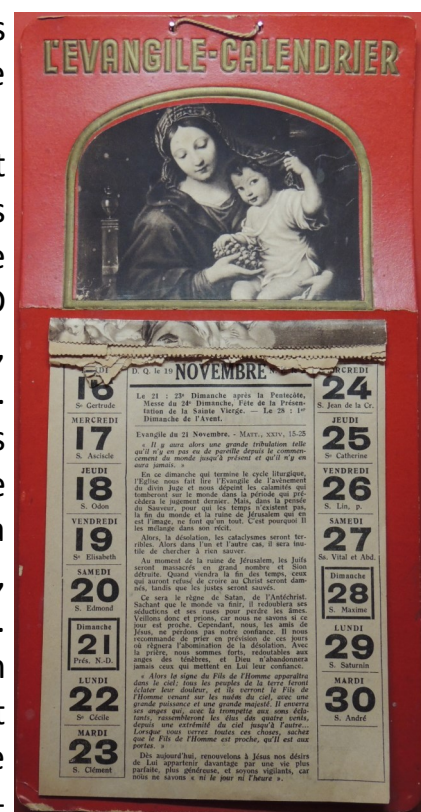 L'EVANGILE-CALENDRIER
D. Q. le 19 NOVEMBRE
16
Sᵉ Gertrude
MERCREDI
17
S. Asciscle
JEUDI
18
S. Odon
VENDREDI
19
Sᵉ Elisabeth
SAMEDI
20
S. Edmond
Dimanche
21
Prés. N.-D.
LUNDI
22
Sᵉ Cécile
MARDI
23
S. Clément
Le 21 : 23ᵉ Dimanche après la Pentecôte,
Messe du 24ᵉ Dimanche, Fête de la Présen-
tation de la Sainte Vierge. — Le 28 : 1ᵉʳ
Dimanche de l'Avent.
Evangile du 21 Novembre. - MATT., XXIV, 15-25
« Il y aura alors une grande tribulation telle
qu'il n'y en pas eu de pareille depuis le commen-
cement du monde jusqu'à présent et qu'il n'y en
aura jamais. »
En ce dimanche qui termine le cycle liturgique,
l'Eglise nous fait lire l'Evangile de l'avènement
du divin Juge et nous dépeint les calamités qui
tomberont sur le monde dans la période qui pré-
cédera le jugement dernier. Mais, dans la pensée
du Sauveur, pour qui les temps n'existent pas,
la fin du monde et la ruine de Jérusalem qui en
est l'image, ne font qu'un tout. C'est pourquoi Il
les mélange dans son récit.
Alors, la désolation, les cataclysmes seront ter-
ribles. Alors dans l'un et l'autre cas, il sera inu-
tile de chercher à rien sauver.
Au moment de la ruine de Jérusalem, les Juifs
seront massacrés en grand nombre et Sion
détruite. Quand viendra la fin des temps, ceux
qui auront refusé de croire au Christ seront dam-
nés, tandis que les justes seront sauvés.
Ce sera le règne de Satan, de l'Antéchrist.
Sachant que le monde va finir, il redoublera ses
séductions et ses ruses pour perdre les âmes.
Veillons donc et prions, car nous ne savons si ce
jour est proche. Cependant, nous, les amis de
Jésus, ne perdons pas notre confiance. Il nous
recommande de prier en prévision de ces jours
où règnera l'abomination de la désolation. Avec
la prière, nous sommes forts, redoutables aux
anges des ténèbres, et Dieu n'abandonnera
jamais ceux qui mettent en Lui leur confiance.
« Alors la signe du Fils de l'Homme apparaîtra
dans le ciel; tous les peuples de la terre feront
éclater leur douleur, et ils verront le Fils de
l'Homme venant sur les nuées du ciel, avec une
grande puissance et une grande majesté. Il enverra
ses anges qui, avec la trompette aux sons écla-
tants, rassembleront les élus des quatre vents,
depuis une extrémité du ciel jusqu'à l'autre...
Lorsque vous verrez toutes ces choses, sachez
que le Fils de l'Homme est proche, qu'Il est aux
portes. »
Dès aujourd'hui, renouvelons à Jésus nos désirs
de Lui appartenir davantage par une vie plus
parfaite, plus généreuse, et soyons vigilants, car
nous ne savons « ni le jour ni l'heure ».
24
S. Jean de la Cr.
JEUDI
25
Sᵉ Catherine
VENDREDI
26
S. Lin, p.
SAMEDI
27
Ss. Vital et Abd.
Dimanche
28
S. Maxime
LUNDI
29
S. Saturnin
MARDI
30
S. André